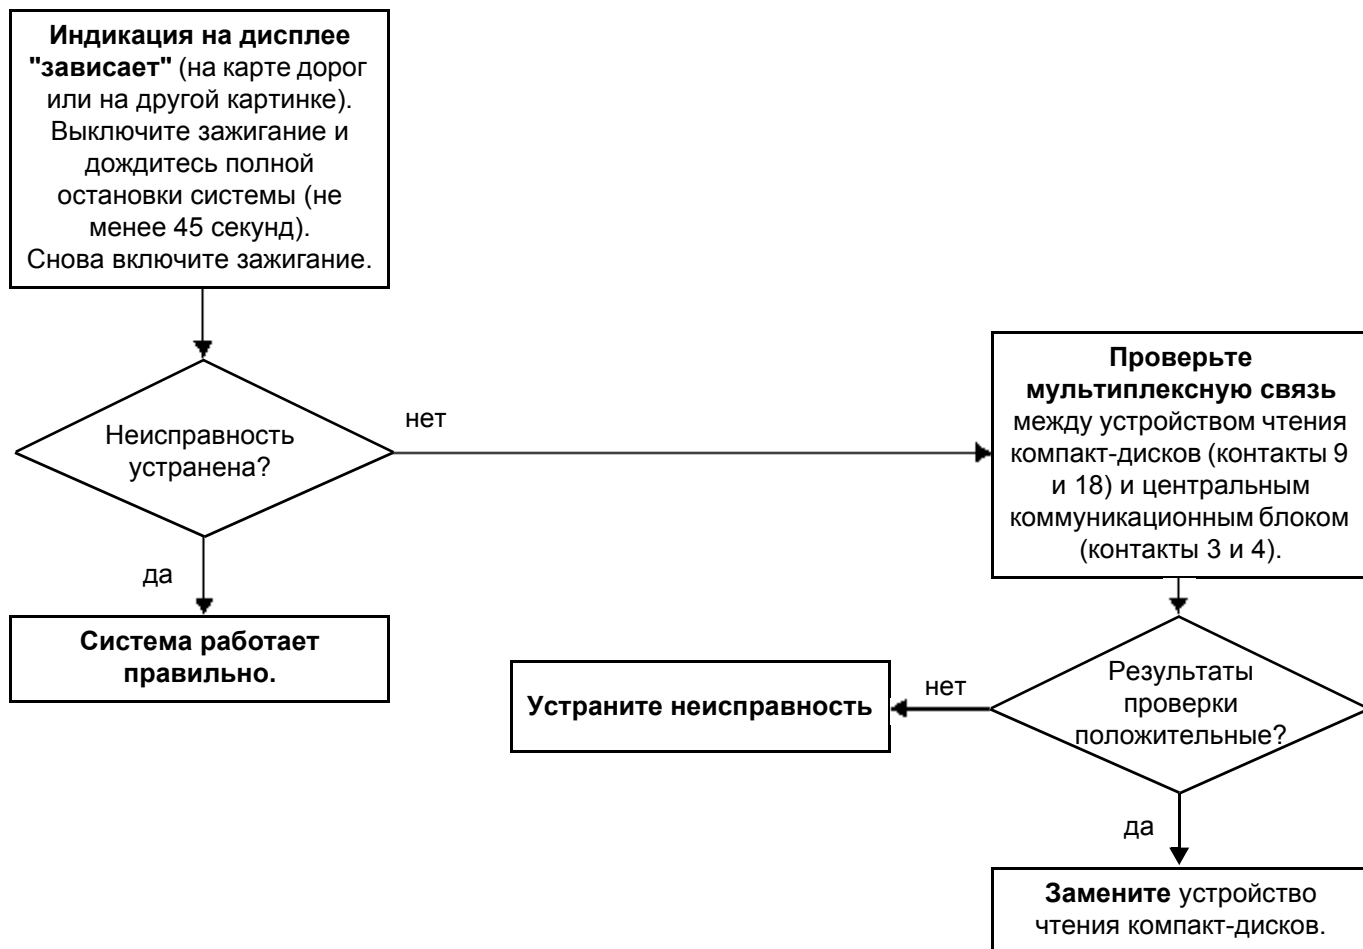 Индикация на дисплее
"зависает" (на карте дорог
или на другой картинке).
Выключите зажигание и
дождитесь полной
остановки системы (не
менее 45 секунд).
Снова включите зажигание.
Неисправность
устранена?
нет
да
Система работает
правильно.
Проверьте
мультиплексную связь
между устройством чтения
компакт-дисков (контакты 9
и 18) и центральным
коммуникационным блоком
(контакты 3 и 4).
Результаты
проверки
положительные?
нет
Устраните неисправность
да
Замените устройство
чтения компакт-дисков.